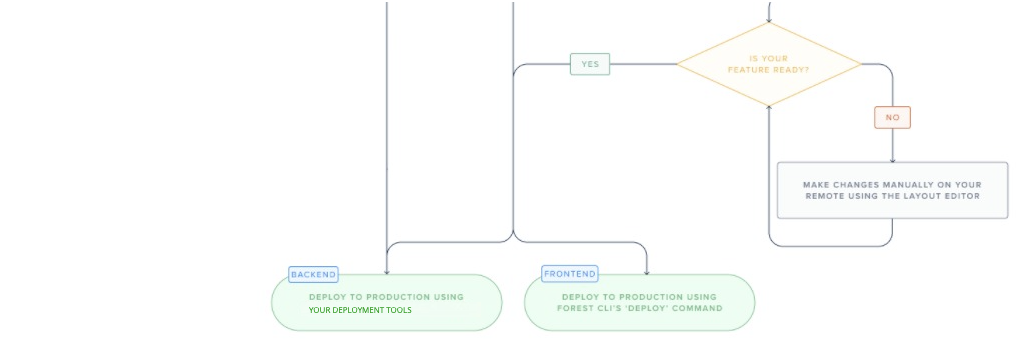 IS YOUR
FEATURE READY?
YES
NO
MAKE CHANGES MANUALLY ON YOUR
REMOTE USING THE LAYOUT EDITOR
BACKEND
DEPLOY TO PRODUCTION USING
YOUR DEPLOYMENT TOOLS
FRONTEND
DEPLOY TO PRODUCTION USING
FOREST CLI'S 'DEPLOY' COMMAND